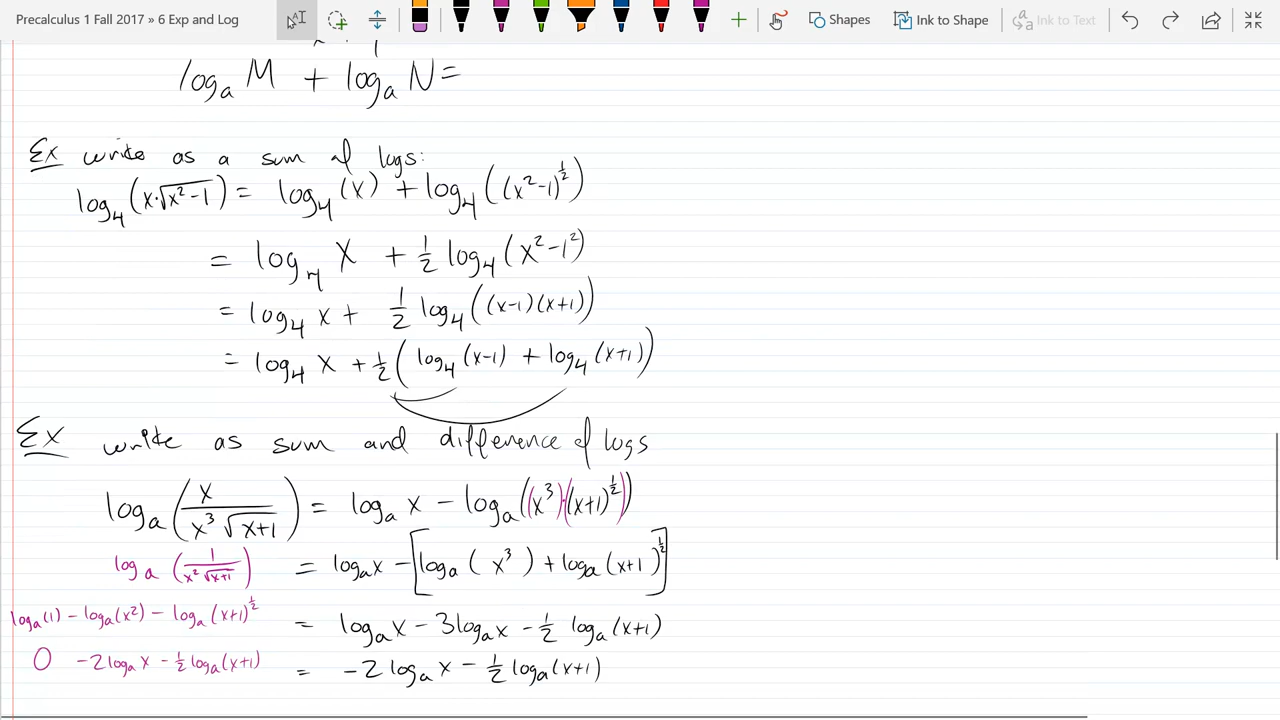 Precalculus 1 Fall 2017 » 6 Exp and Log
Shapes
Ink to Shape
Ink to Text
log_a M + log_a N =
Ex write as a sum of logs:
log_4 (x·√(x²-1)) = log_4 (x) + log_4 ((x²-1)^(1/2))
= log_4 x + 1/2 log_4 (x²-1²)
= log_4 x + 1/2 log_4 ((x-1)(x+1))
= log_4 x + 1/2 (log_4 (x-1) + log_4 (x+1))
Ex write as sum and difference of logs
log_a (x / (x³ √(x+1))) = log_a x - log_a ((x³)·((x+1)^(1/2)))
log_a (1 / (x² √(x+1))) = log_a x - [log_a (x³) + log_a (x+1)^(1/2)]
log_a(1) - log_a(x²) - log_a (x+1)^(1/2)
= log_a x - 3 log_a x - 1/2 log_a (x+1)
0 -2 log_a x - 1/2 log_a (x+1)
= -2 log_a x - 1/2 log_a (x+1)